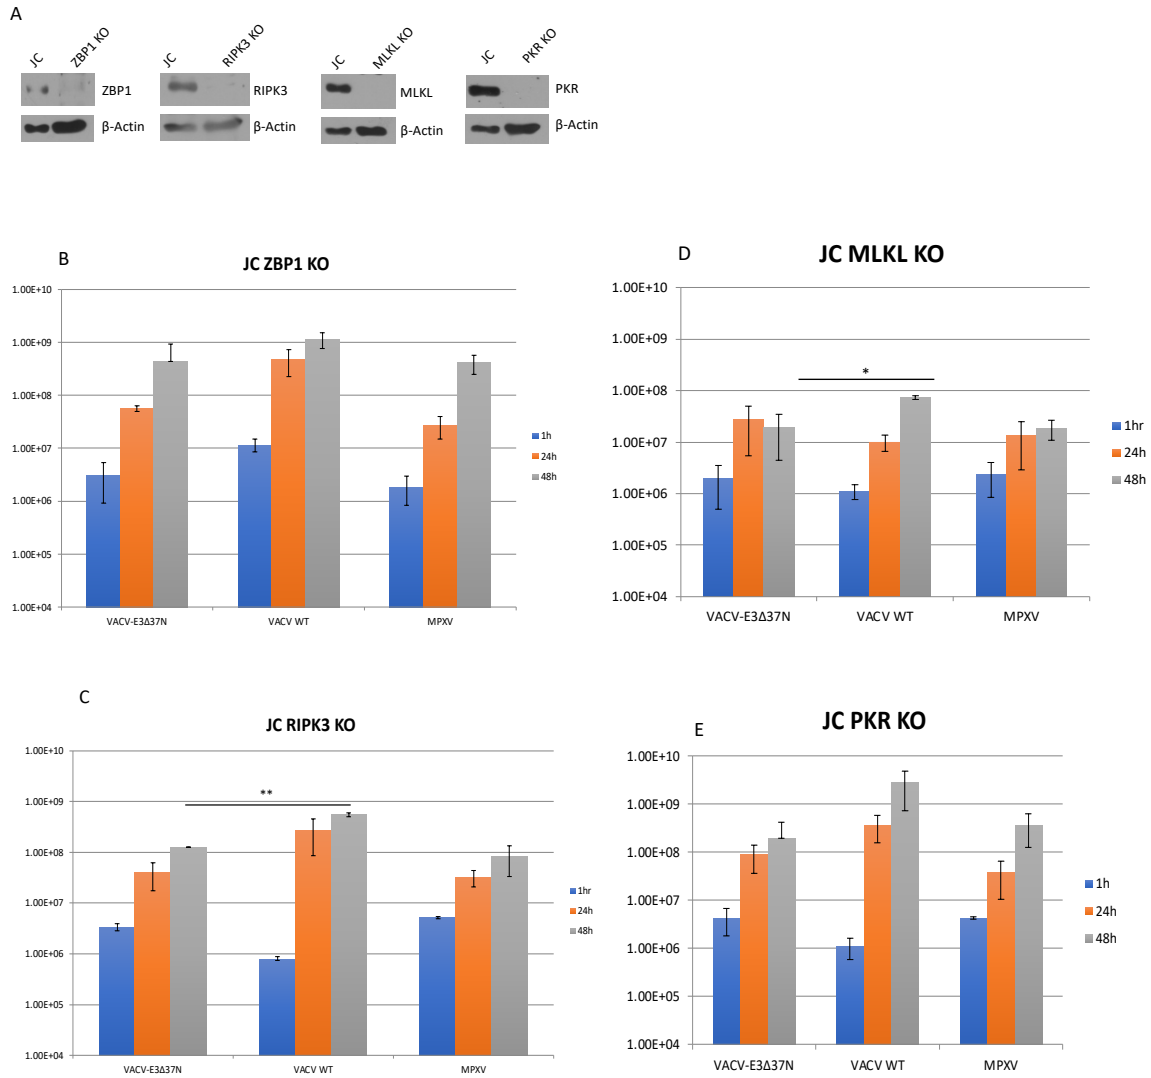 A
JC ZBP1 KO
ZBP1
β-Actin
JC RIPK3 KO
RIPK3
β-Actin
JC MLKL KO
MLKL
β-Actin
JC PKR KO
PKR
β-Actin
B
JC ZBP1 KO
1.00E+10
1.00E+09
1.00E+08
1.00E+07
1.00E+06
1.00E+05
1.00E+04
VACV-E3Δ37N VACV WT MPXV
1h
24h
48h
D
JC MLKL KO
1.00E+10
1.00E+09
1.00E+08
1.00E+07
1.00E+06
1.00E+05
1.00E+04
*
VACV-E3Δ37N VACV WT MPXV
1hr
24h
48h
C
JC RIPK3 KO
1.00E+10
1.00E+09
1.00E+08
1.00E+07
1.00E+06
1.00E+05
1.00E+04
**
VACV-E3Δ37N VACV WT MPXV
1hr
24h
48h
E
JC PKR KO
1.00E+10
1.00E+09
1.00E+08
1.00E+07
1.00E+06
1.00E+05
1.00E+04
VACV-E3Δ37N VACV WT MPXV
1h
24h
48h